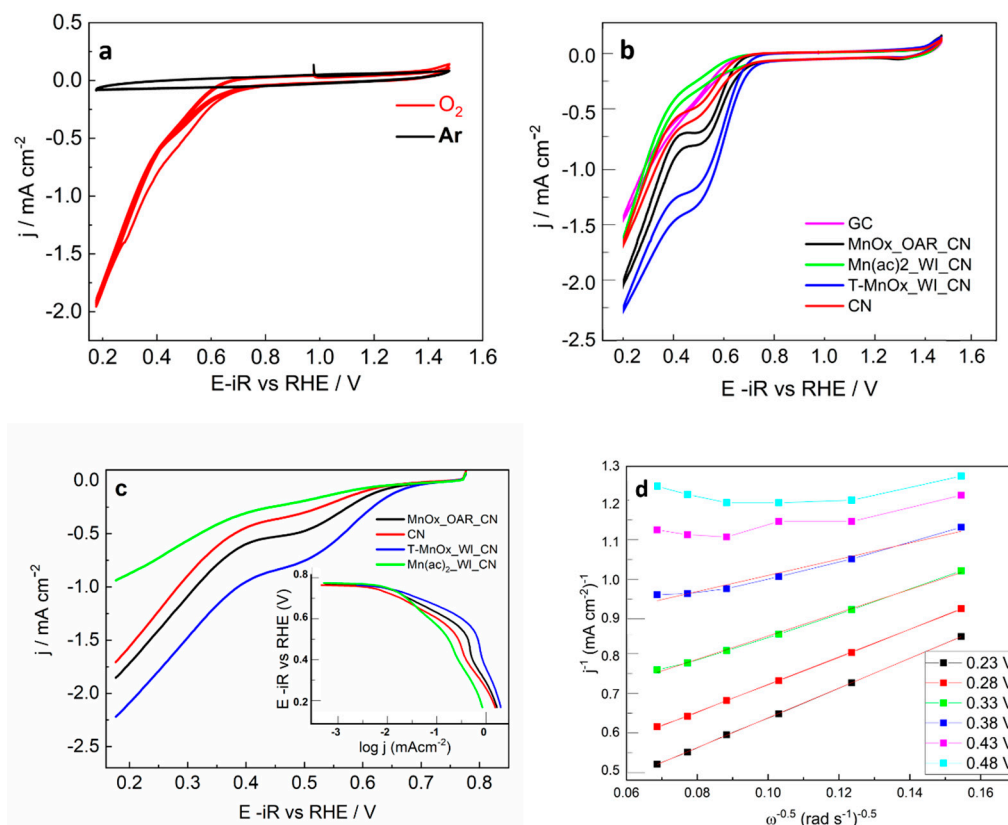 a
0.5
0.0
-0.5
-1.0
-1.5
-2.0
j / mA cm⁻²
O₂
Ar
0.2 0.4 0.6 0.8 1.0 1.2 1.4 1.6
E -iR vs RHE / V
b
0.5
0.0
-0.5
-1.0
-1.5
-2.0
-2.5
j / mA cm⁻²
GC
MnOx_OAR_CN
Mn(ac)2_WI_CN
T-MnOx_WI_CN
CN
0.2 0.4 0.6 0.8 1.0 1.2 1.4 1.6
E -iR vs RHE / V
c
0.0
-0.5
-1.0
-1.5
-2.0
-2.5
j / mA cm⁻²
MnOx_OAR_CN
CN
T-MnOx_WI_CN
Mn(ac)₂_WI_CN
0.8
0.6
0.4
0.2
E -iR vs RHE (V)
-3 -2 -1 0
log j (mAcm⁻²)
0.2 0.3 0.4 0.5 0.6 0.7 0.8
E -iR vs RHE / V
d
1.3
1.2
1.1
1.0
0.9
0.8
0.7
0.6
0.5
j⁻¹ (mA cm⁻²)⁻¹
0.23 V
0.28 V
0.33 V
0.38 V
0.43 V
0.48 V
0.06 0.08 0.10 0.12 0.14 0.16
ω⁻⁰·⁵ (rad s⁻¹)⁻⁰·⁵